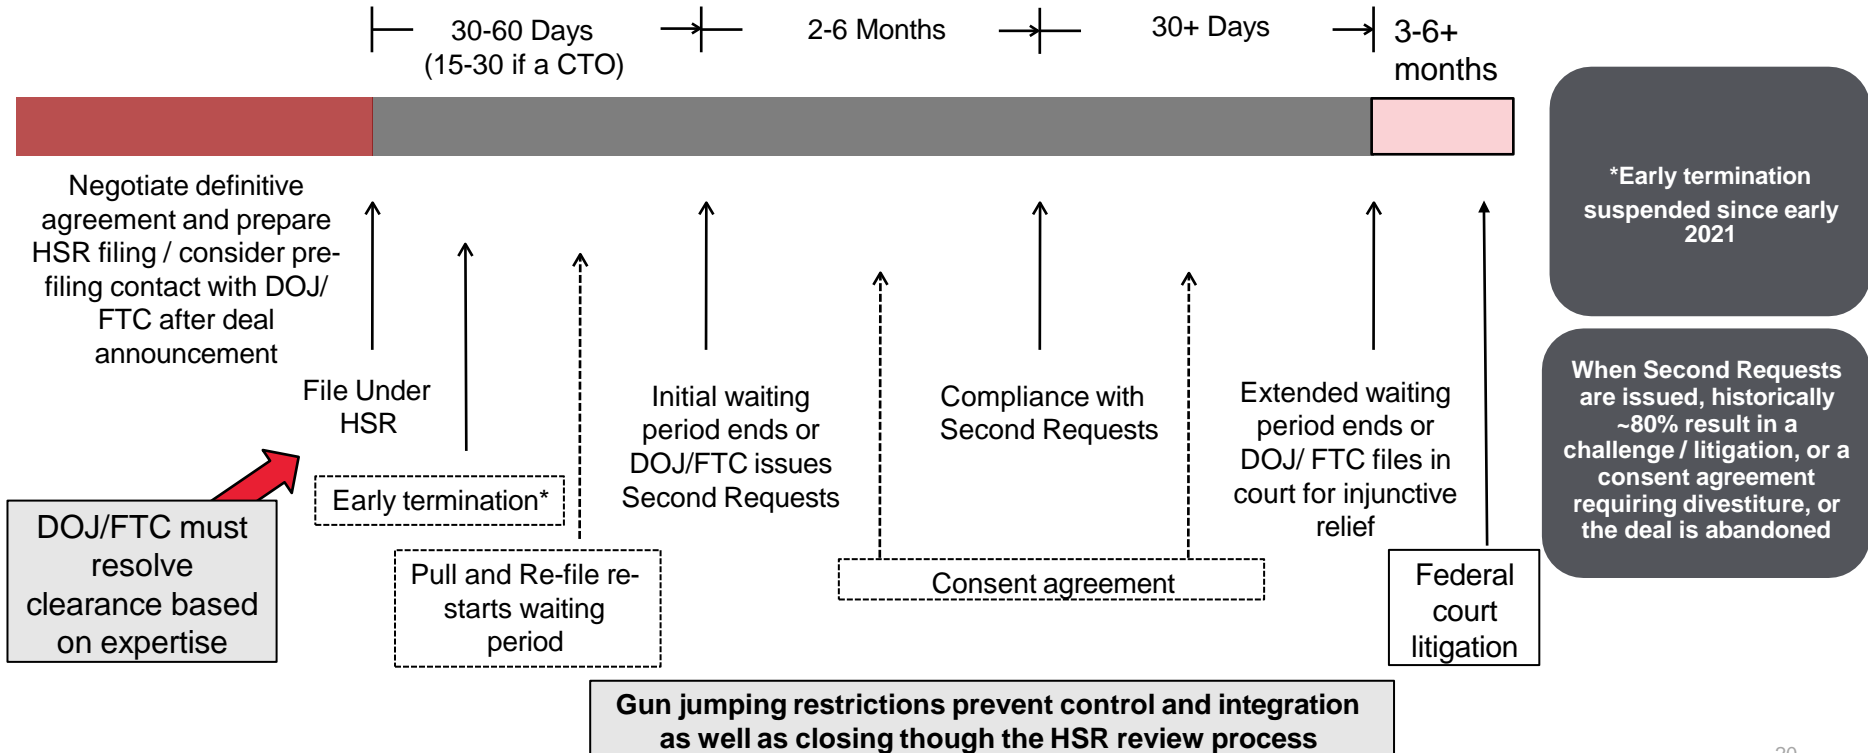 30-60 Days
(15-30 if a CTO)
2-6 Months
30+ Days
3-6+
months
Negotiate definitive
agreement and prepare
HSR filing / consider pre-
filing contact with DOJ/
FTC after deal
announcement
File Under
HSR
Early termination*
Pull and Re-file re-
starts waiting
period
Initial waiting
period ends or
DOJ/FTC issues
Second Requests
Compliance with
Second Requests
Consent agreement
Extended waiting
period ends or
DOJ/ FTC files in
court for injunctive
relief
Federal
court
litigation
DOJ/FTC must
resolve
clearance based
on expertise
*Early termination
suspended since early
2021
When Second Requests
are issued, historically
~80% result in a
challenge / litigation, or a
consent agreement
requiring divestiture, or
the deal is abandoned
Gun jumping restrictions prevent control and integration
as well as closing though the HSR review process